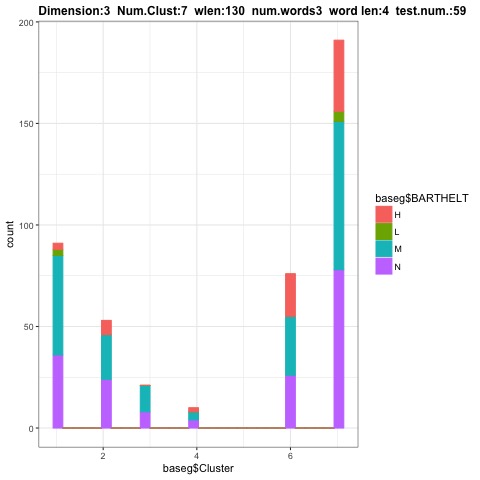 Dimension:3 Num.Clust:7 wlen:130 num.words3 word len:4 test.num.:59
200
150
100
50
0
count
2 4 6
baseg$Cluster
baseg$BARTHELT
H
L
M
N